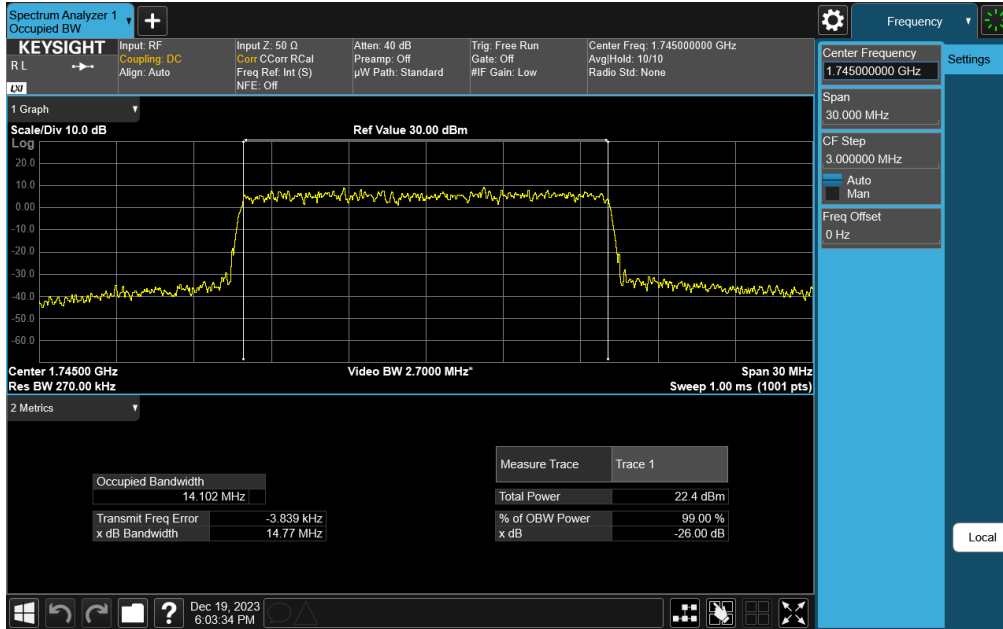 Spectrum Analyzer 1
Occupied BW
+
Frequency
KEYSIGHT
R L
LXI
Input: RF
Coupling: DC
Align: Auto
Input Z: 50 Ω
Corr CCorr RCal
Freq Ref: Int (S)
NFE: Off
Atten: 40 dB
Preamp: Off
µW Path: Standard
Trig: Free Run
Gate: Off
#IF Gain: Low
Center Freq: 1.745000000 GHz
Avg|Hold: 10/10
Radio Std: None
Center Frequency
1.745000000 GHz
Settings
Span
30.000 MHz
CF Step
3.000000 MHz
Auto
Man
Freq Offset
0 Hz
Local
1 Graph
Scale/Div 10.0 dB
Ref Value 30.00 dBm
Log
20.0
10.0
0.00
-10.0
-20.0
-30.0
-40.0
-50.0
-60.0
Center 1.74500 GHz
Video BW 2.7000 MHz*
Span 30 MHz
Res BW 270.00 kHz
Sweep 1.00 ms (1001 pts)
2 Metrics
Occupied Bandwidth
14.102 MHz
Transmit Freq Error -3.839 kHz
x dB Bandwidth 14.77 MHz
Measure Trace Trace 1
Total Power 22.4 dBm
% of OBW Power 99.00 %
x dB -26.00 dB
?
Dec 19, 2023
6:03:34 PM